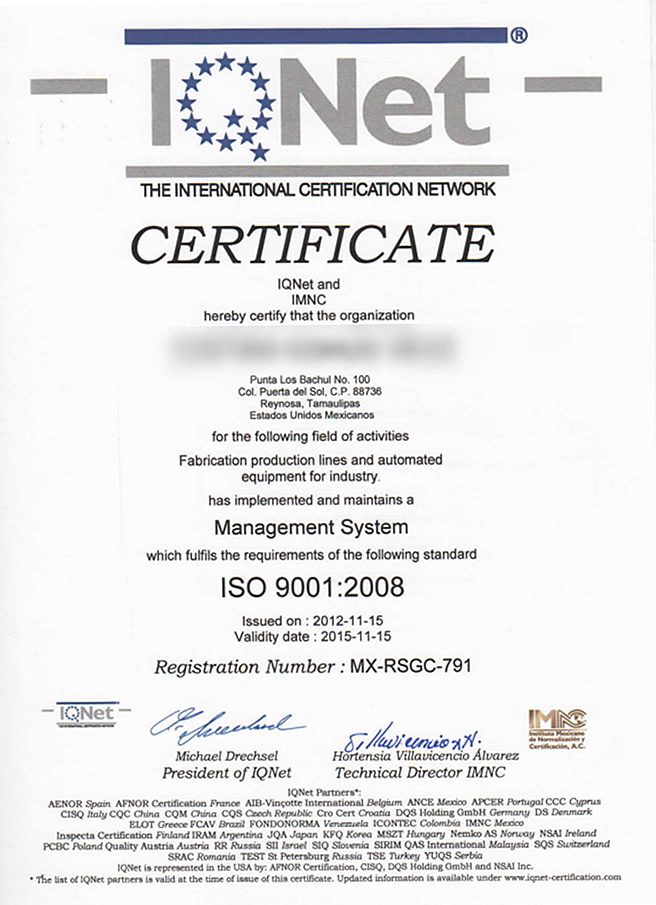 IQNet®
THE INTERNATIONAL CERTIFICATION NETWORK
CERTIFICATE
IQNet and
IMNC
hereby certify that the organization
Punta Los Bachul No. 100
Col. Puerta del Sol, C.P. 88736
Reynosa, Tamaulipas
Estados Unidos Mexicanos
for the following field of activities
Fabrication production lines and automated
equipment for industry.
has implemented and maintains a
Management System
which fulfils the requirements of the following standard
ISO 9001:2008
Issued on : 2012-11-15
Validity date : 2015-11-15
Registration Number : MX-RSGC-791
IQNet
THE INTERNATIONAL CERTIFICATION NETWORK
IMNC
Instituto Mexicano
de Normalización y
Certificación, A.C.
Michael Drechsel
President of IQNet
Hortensia Villavicencio Álvarez
Technical Director IMNC
IQNet Partners*:
AENOR Spain AFNOR Certification France AIB-Vinçotte International Belgium ANCE Mexico APCER Portugal CCC Cyprus
CISQ Italy CQC China CQM China CQS Czech Republic Cro Cert Croatia DQS Holding GmbH Germany DS Denmark
ELOT Greece FCAV Brazil FONDONORMA Venezuela ICONTEC Colombia IMNC Mexico
Inspecta Certification Finland IRAM Argentina JQA Japan KFQ Korea MSZT Hungary Nemko AS Norway NSAI Ireland
PCBC Poland Quality Austria Austria RR Russia SII Israel SIQ Slovenia SIRIM QAS International Malaysia SQS Switzerland
SRAC Romania TEST St Petersburg Russia TSE Turkey YUQS Serbia
IQNet is represented in the USA by: AFNOR Certification, CISQ, DQS Holding GmbH and NSAI Inc.
* The list of IQNet partners is valid at the time of issue of this certificate. Updated information is available under www.iqnet-certification.com